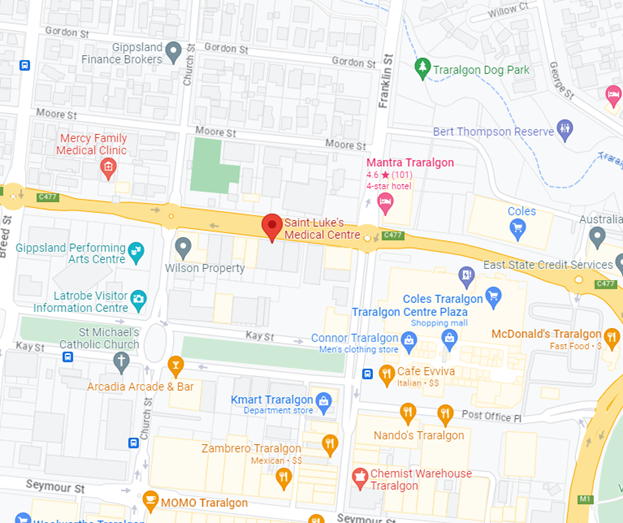 Willow Ct
Gordon St
Gippsland
Finance Brokers
Gordon St
Gordon St
Church St
Franklin St
Traralgon Dog Park
George St
Moore St
Mercy Family
Medical Clinic
Moore St
Moore St
Bert Thompson Reserve
Mantra Traralgon
4.6 ★ (101)
4-star hotel
C477
Breed St
Saint Luke's
Medical Centre
C477
Coles
Australia
Gippsland Performing
Arts Centre
Wilson Property
East State Credit Services
C477
Latrobe Visitor
Information Centre
Coles Traralgon
Traralgon Centre Plaza
Shopping mall
St Michael's
Catholic Church
Kay St
Kay St
Connor Traralgon
Men's clothing store
McDonald's Traralgon
Fast Food • $
Arcadia Arcade & Bar
Cafe Evviva
Italian • $$
Kmart Traralgon
Department store
Church St
Post Office Pl
Nando's Traralgon
Zambrero Traralgon
Mexican • $$
Chemist Warehouse
Traralgon
Seymour St
MOMO Traralgon
M1
Seymour St